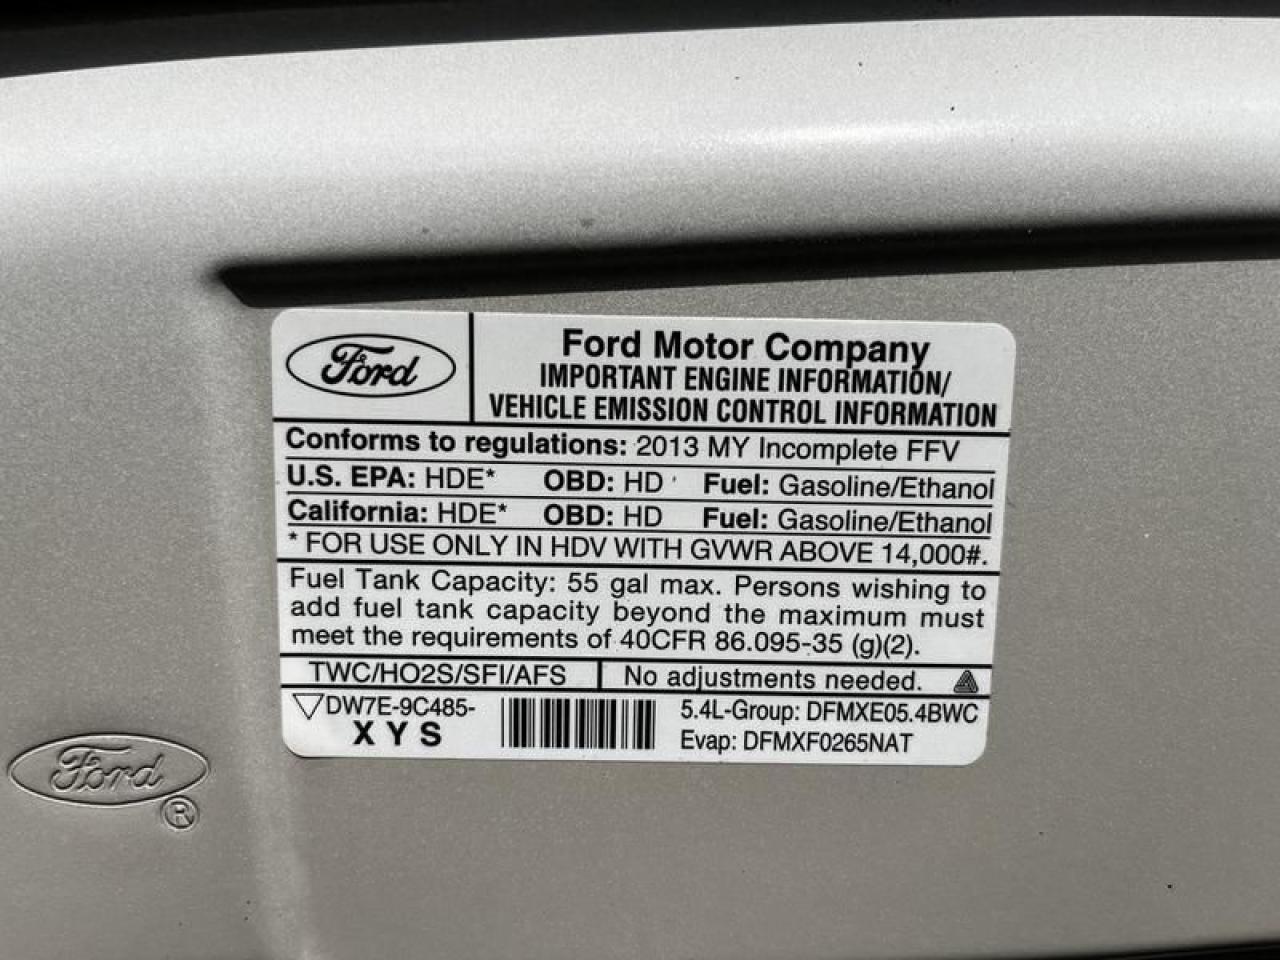 Ford
Ford Motor Company
IMPORTANT ENGINE INFORMATION/
VEHICLE EMISSION CONTROL INFORMATION
Conforms to regulations: 2013 MY Incomplete FFV
U.S. EPA: HDE* OBD: HD Fuel: Gasoline/Ethanol
California: HDE* OBD: HD Fuel: Gasoline/Ethanol
* FOR USE ONLY IN HDV WITH GVWR ABOVE 14,000#.
Fuel Tank Capacity: 55 gal max. Persons wishing to
add fuel tank capacity beyond the maximum must
meet the requirements of 40CFR 86.095-35 (g)(2).
TWC/HO2S/SFI/AFS No adjustments needed.
DW7E-9C485-
X Y S
5.4L-Group: DFMXE05.4BWC
Evap: DFMXF0265NAT
Ford
®